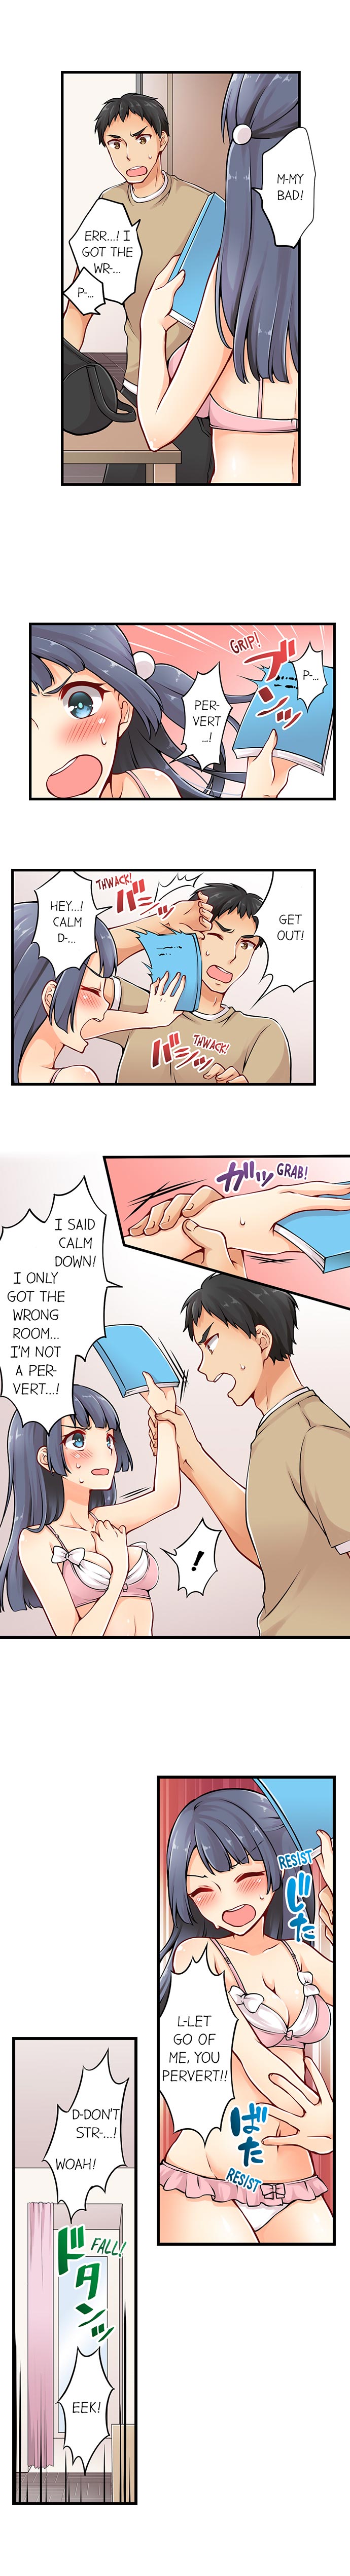 M-MY
BAD!
ERR...! I
GOT THE
WR-...
P-...
GRIP!
ブンッ
P-...
PER-
VERT
..!
THWACK!
バシッ
HEY...!
CALM
D-...
GET
OUT!
バシッ
THWACK!
ガッ
GRAB!
I SAID
CALM
DOWN!
I ONLY
GOT THE
WRONG
ROOM...
I'M NOT
A PER-
VERT...!
!
RESIST
じた
L-LET
GO OF
ME, YOU
PERVERT!!
ばた
RESIST
D-DON'T
STR-...!
WOAH!
FALL!
ドタンッ
EEK!